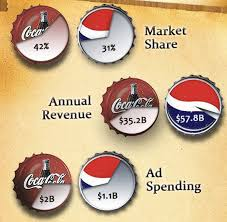 Coca-Cola
42%
31%
Market
Share
Annual
Revenue
Coca-Cola
$35.2B
$57.8B
Coca-Cola
$2B
$1.1B
Ad
Spending